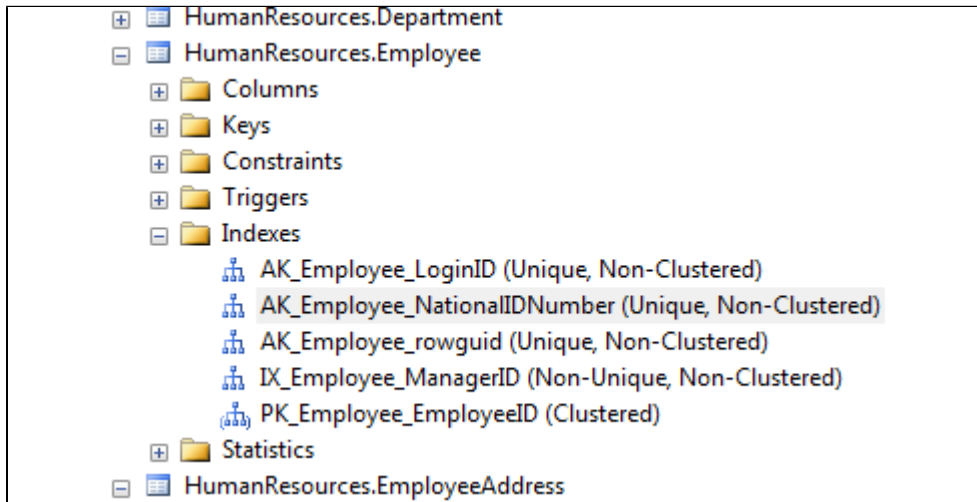 HumanResources.Department
HumanResources.Employee
Columns
Keys
Constraints
Triggers
Indexes
AK_Employee_LoginID (Unique, Non-Clustered)
AK_Employee_NationalIDNumber (Unique, Non-Clustered)
AK_Employee_rowguid (Unique, Non-Clustered)
IX_Employee_ManagerID (Non-Unique, Non-Clustered)
PK_Employee_EmployeeID (Clustered)
Statistics
HumanResources.EmployeeAddress